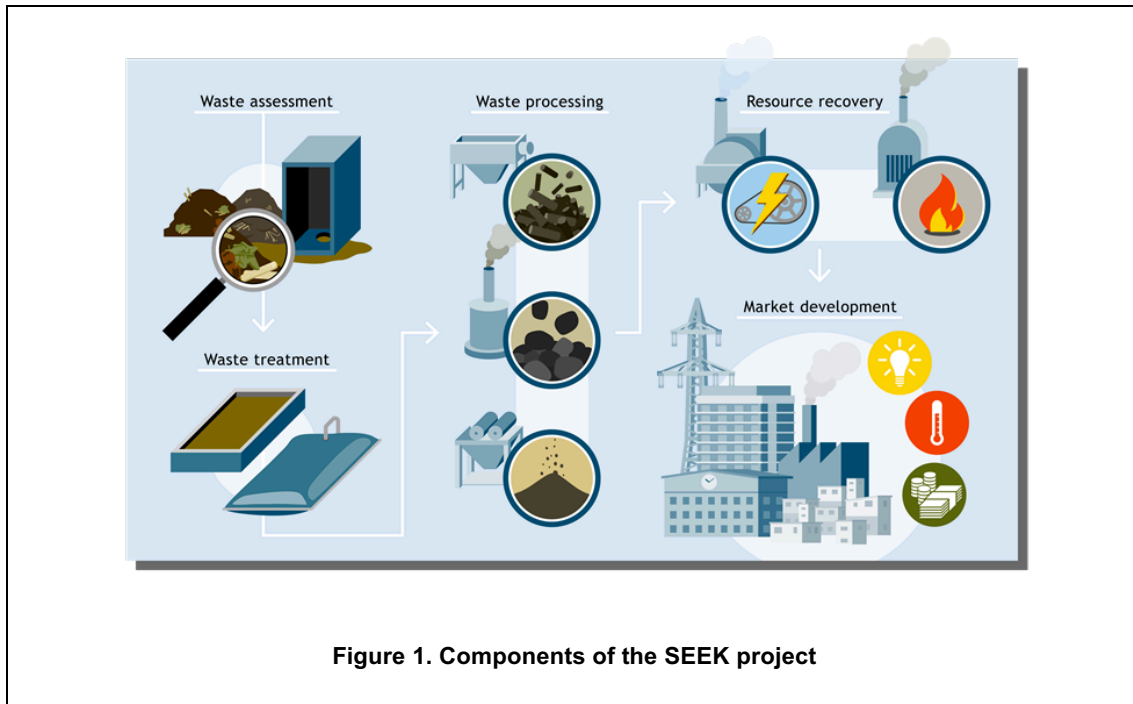 Waste assessment
Waste treatment
Waste processing
Resource recovery
Market development
Figure 1. Components of the SEEK project